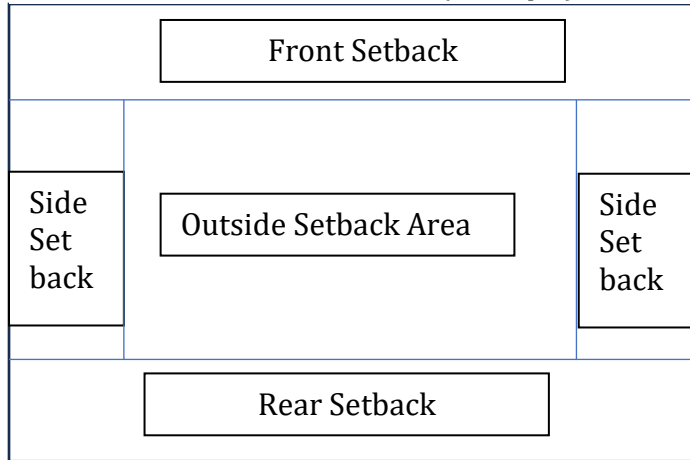 Front Setback
Side
Set
back
Outside Setback Area
Side
Set
back
Rear Setback